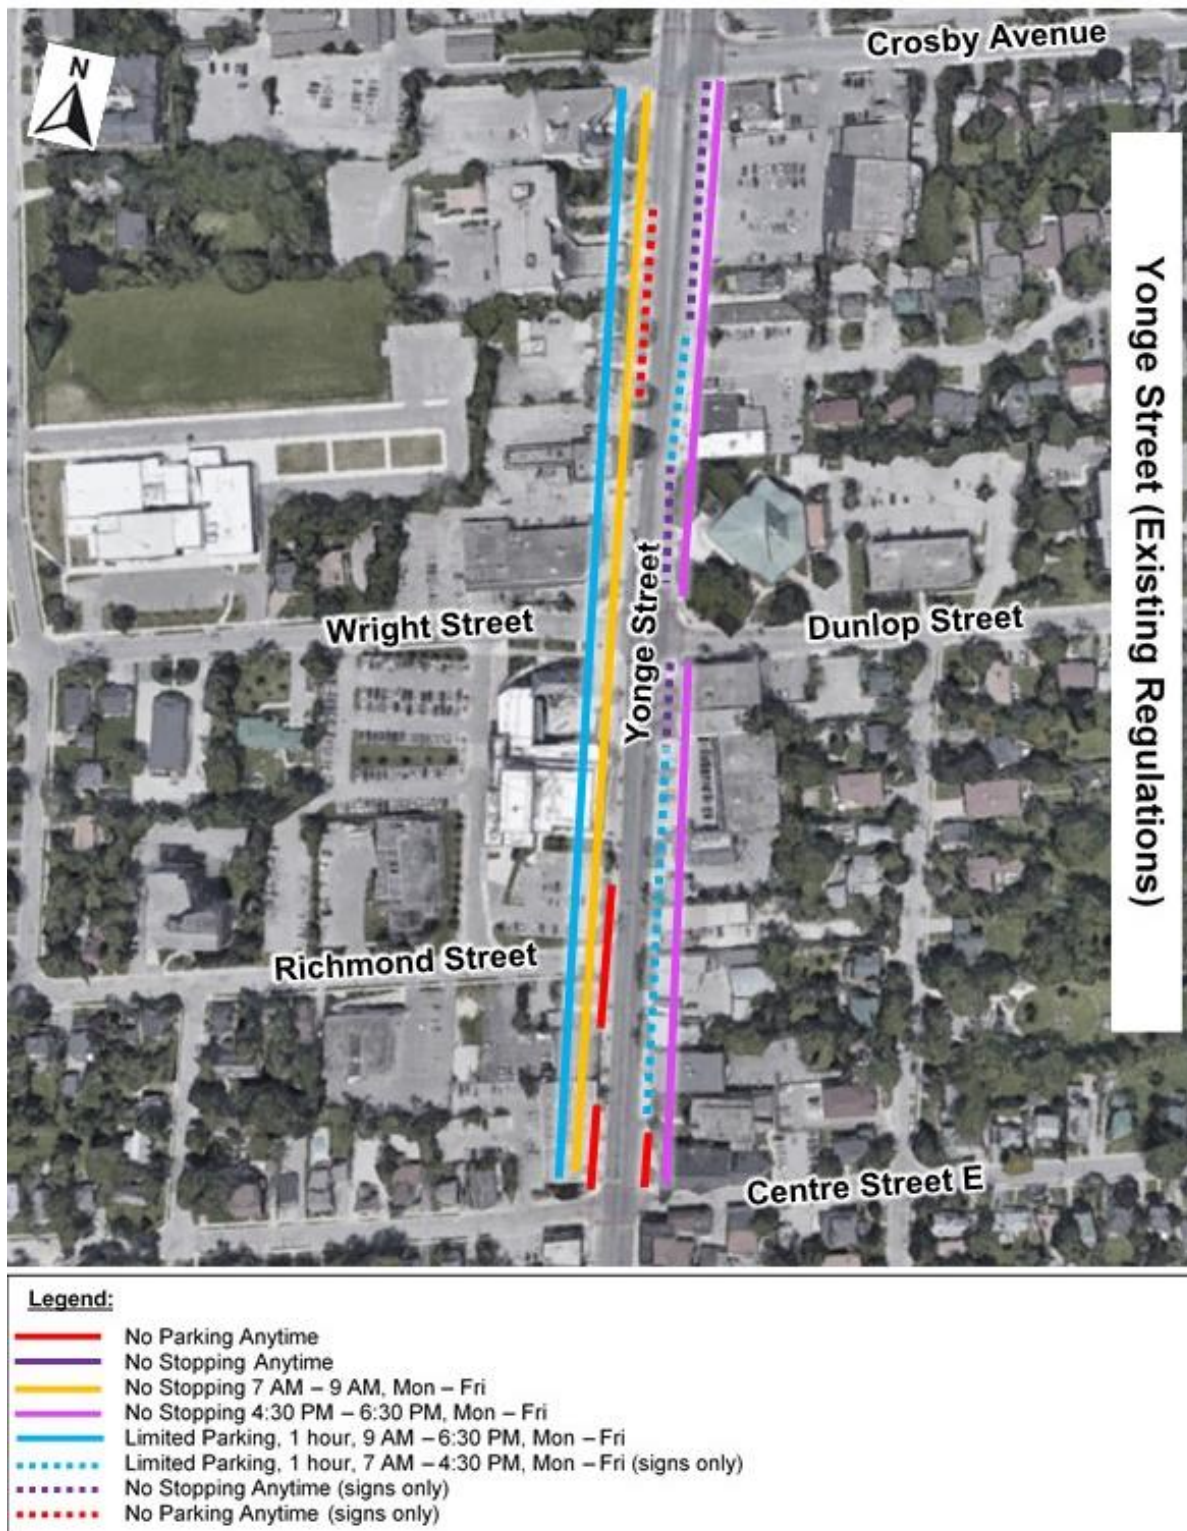 Crosby Avenue
N
Yonge Street (Existing Regulations)
Yonge Street
Wright Street
Dunlop Street
Richmond Street
Centre Street E
Legend:
No Parking Anytime
No Stopping Anytime
No Stopping 7 AM – 9 AM, Mon – Fri
No Stopping 4:30 PM – 6:30 PM, Mon – Fri
Limited Parking, 1 hour, 9 AM – 6:30 PM, Mon – Fri
Limited Parking, 1 hour, 7 AM – 4:30 PM, Mon – Fri (signs only)
No Stopping Anytime (signs only)
No Parking Anytime (signs only)